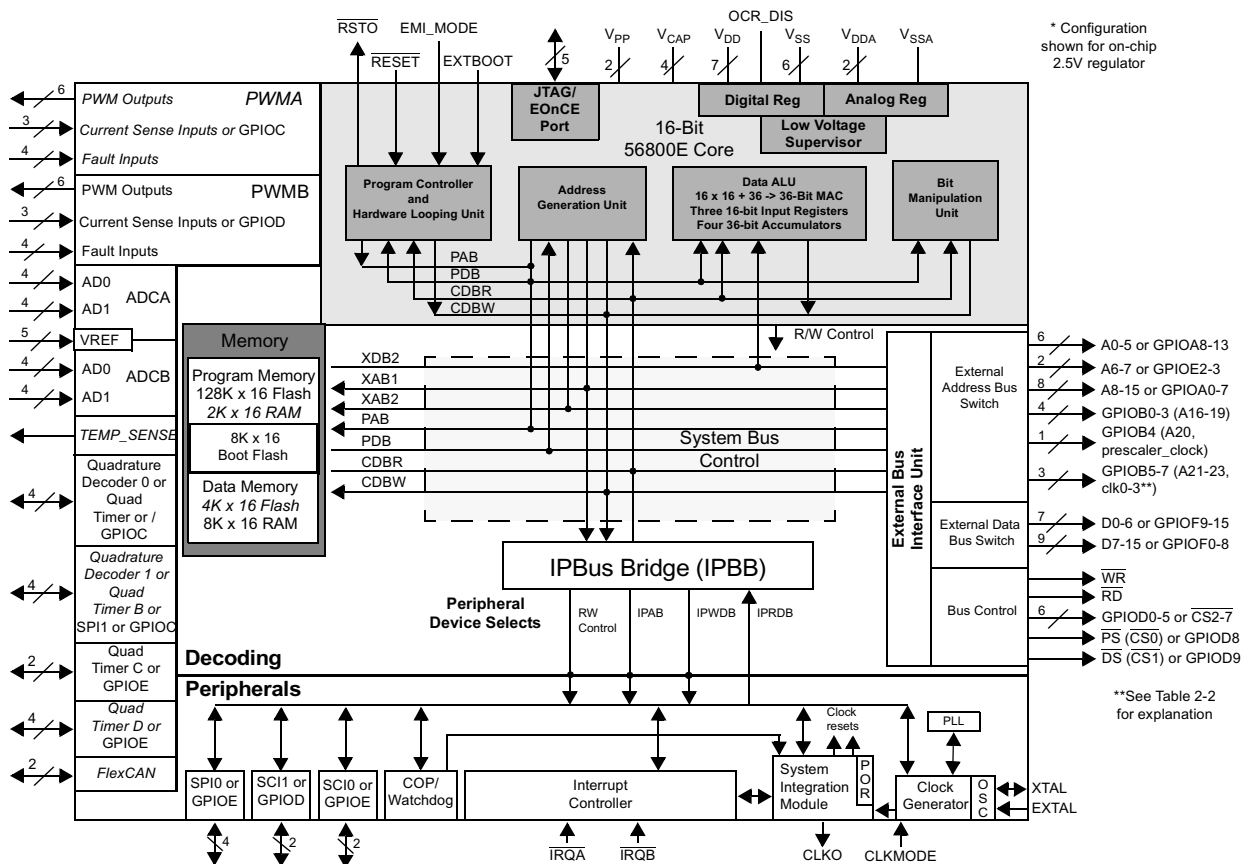 RSTO
EMI_MODE
RESET
EXTBOOT
5
VPP
2
VCAP
4
VDD
7
OCR_DIS
VSS
6
VDDA
2
VSSA
* Configuration
shown for on-chip
2.5V regulator
6
PWM Outputs
PWMA
3
Current Sense Inputs or GPIOC
4
Fault Inputs
6
PWM Outputs
PWMB
3
Current Sense Inputs or GPIOD
4
Fault Inputs
4
AD0
ADCA
4
AD1
5
VREF
4
AD0
ADCB
4
AD1
TEMP_SENSE
4
Quadrature
Decoder 0 or
Quad
Timer or /
GPIOC
4
Quadrature
Decoder 1 or
Quad
Timer B or
SPI1 or GPIOC
2
Quad
Timer C or
GPIOE
4
Quad
Timer D or
GPIOE
2
FlexCAN
JTAG/
EOnCE
Port
Digital Reg
Analog Reg
Low Voltage
Supervisor
16-Bit
56800E Core
Program Controller
and
Hardware Looping Unit
Address
Generation Unit
Data ALU
16 x 16 + 36 -> 36-Bit MAC
Three 16-bit Input Registers
Four 36-bit Accumulators
Bit
Manipulation
Unit
PAB
PDB
CDBR
CDBW
R/W Control
Memory
Program Memory
128K x 16 Flash
2K x 16 RAM
8K x 16
Boot Flash
Data Memory
4K x 16 Flash
8K x 16 RAM
XDB2
XAB1
XAB2
PAB
PDB
CDBR
CDBW
System Bus
Control
External Bus
Interface Unit
External
Address Bus
Switch
External Data
Bus Switch
Bus Control
6
A0-5 or GPIOA8-13
2
A6-7 or GPIOE2-3
8
A8-15 or GPIOA0-7
4
GPIOB0-3 (A16-19)
1
GPIOB4 (A20,
prescaler_clock)
3
GPIOB5-7 (A21-23,
clk0-3**)
7
D0-6 or GPIOF9-15
9
D7-15 or GPIOF0-8
WR
RD
6
GPIOD0-5 or CS2-7
PS (CS0) or GPIOD8
DS (CS1) or GPIOD9
**See Table 2-2
for explanation
IPBus Bridge (IPBB)
Peripheral
Device Selects
RW
Control
IPAB
IPWDB
IPRDB
Decoding
Peripherals
Clock
resets
PLL
SPI0 or
GPIOE
SCI1 or
GPIOD
SCI0 or
GPIOE
COP/
Watchdog
Interrupt
Controller
System
Integration
Module
P
O
R
Clock
Generator
O
S
C
XTAL
EXTAL
4
2
2
IRQA
IRQB
CLKO
CLKMODE